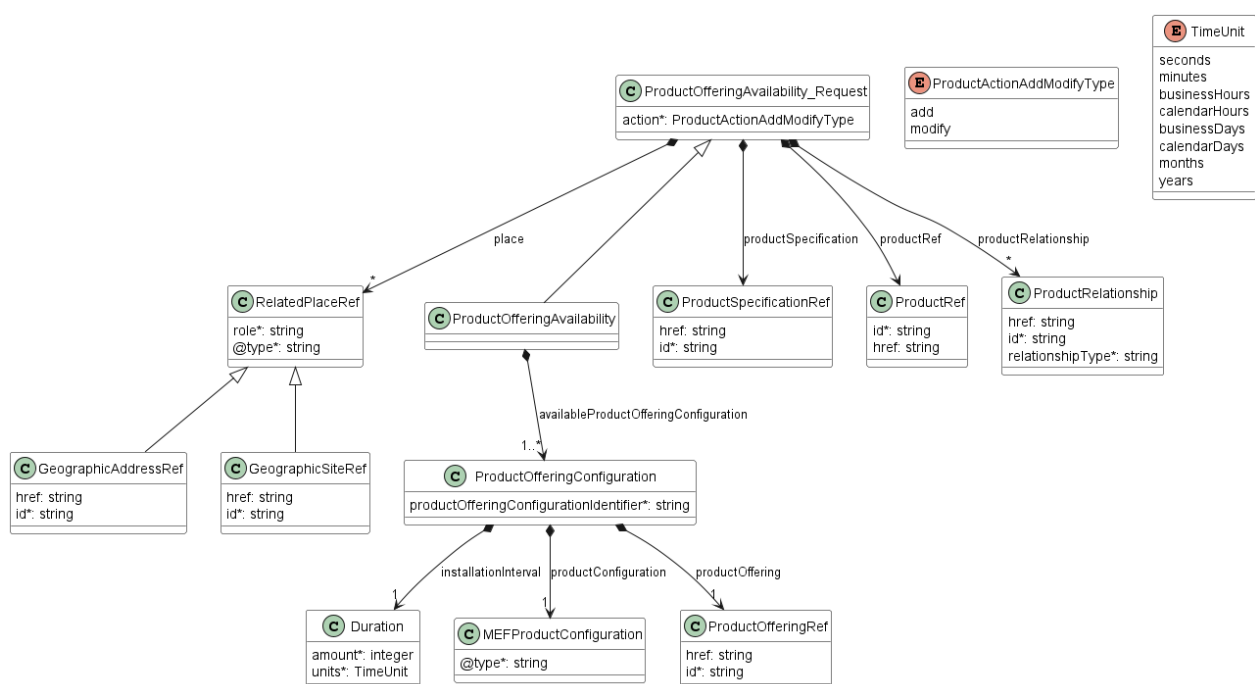 E TimeUnit
seconds
minutes
businessHours
calendarHours
businessDays
calendarDays
months
years
C ProductOfferingAvailability_Request
action*: ProductActionAddModifyType
E ProductActionAddModifyType
add
modify
place
*
productSpecification
productRef
productRelationship
*
C RelatedPlaceRef
role*: string
@type*: string
C ProductOfferingAvailability
C ProductSpecificationRef
href: string
id*: string
C ProductRef
id*: string
href: string
C ProductRelationship
href: string
id*: string
relationshipType*: string
availableProductOfferingConfiguration
1..*
C GeographicAddressRef
href: string
id*: string
C GeographicSiteRef
href: string
id*: string
C ProductOfferingConfiguration
productOfferingConfigurationIdentifier*: string
installationInterval
1
productConfiguration
1
productOffering
1
C Duration
amount*: integer
units*: TimeUnit
C MEFProductConfiguration
@type*: string
C ProductOfferingRef
href: string
id*: string